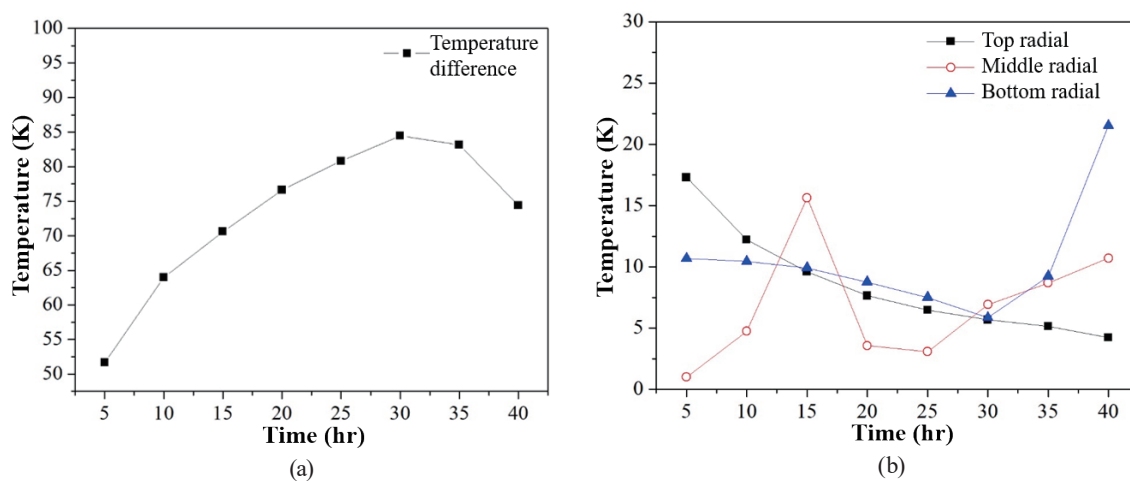 100
95
90
85
80
75
70
65
60
55
50
Temperature (K)
Temperature
difference
5 10 15 20 25 30 35 40
Time (hr)
(a)
30
25
20
15
10
5
0
Temperature (K)
Top radial
Middle radial
Bottom radial
5 10 15 20 25 30 35 40
Time (hr)
(b)